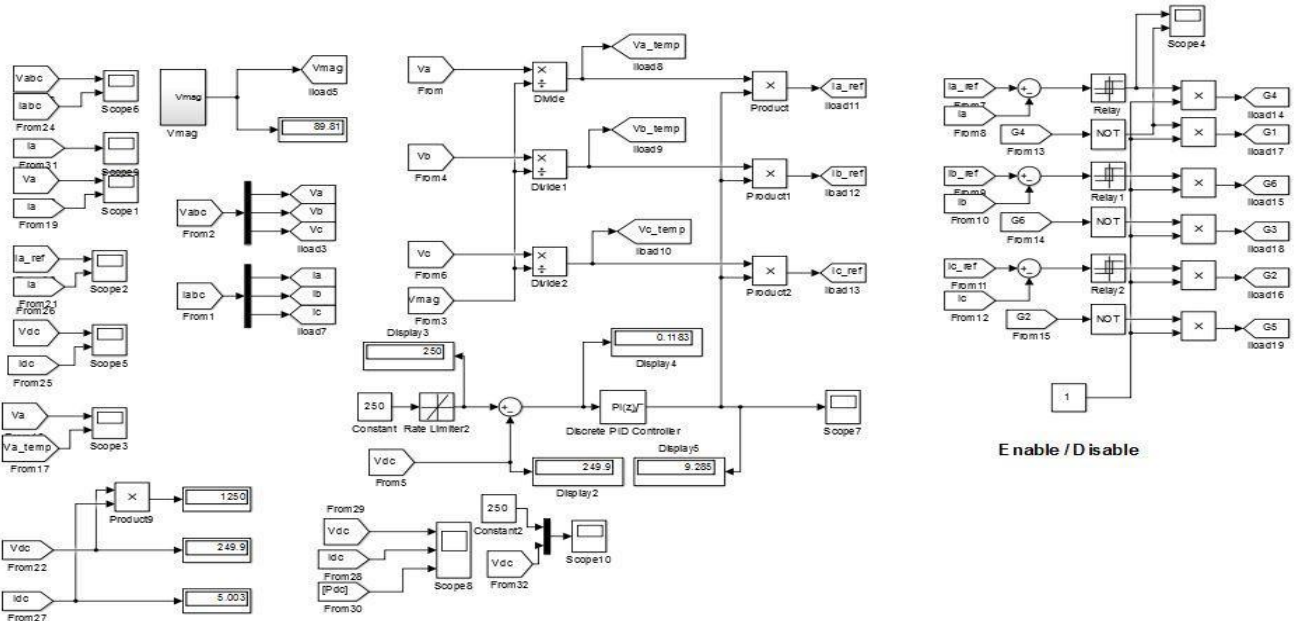 Vabc
Iabc
From24
Scope6
Ia
From31
Scope9
Va
Ia
From19
Scope1
Ia_ref
Ia
From21
From26
Scope2
Vdc
Idc
From25
Scope5
Va
Va_temp
From17
Scope3
Vmag
Vmag
Vmag
Iload5
89.81
Vabc
From2
Va
Vb
Vc
Iload3
Iabc
From1
Ia
Ib
Ic
Iload7
Va
From
Divide
Va_temp
Iload8
Product
Ia_ref
Iload11
Vb
From4
Divide1
Vb_temp
Iload9
Product1
Ib_ref
Iload12
Vc
From6
Vmag
From3
Divide2
Vc_temp
Iload10
Product2
Ic_ref
Iload13
Display3
250
0.1183
Display4
250
Constant
Rate Limiter2
PI(z)
Discrete PID Controller
Scope7
Vdc
From5
249.9
Display2
Display5
9.285
Product9
1250
Vdc
From22
249.9
Idc
From27
5.003
From29
Vdc
Idc
From28
[Pdc]
From30
Scope8
250
Constant2
Vdc
From32
Scope10
Scope4
Ia_ref
From7
Ia
From8
Relay
G4
From13
NOT
G4
Iload14
G1
Iload17
Ib_ref
From9
Ib
From10
Relay1
G6
From14
NOT
G6
Iload15
G3
Iload18
Ic_ref
From11
Ic
From12
Relay2
G2
From15
NOT
G2
Iload16
G5
Iload19
1
Enable / Disable